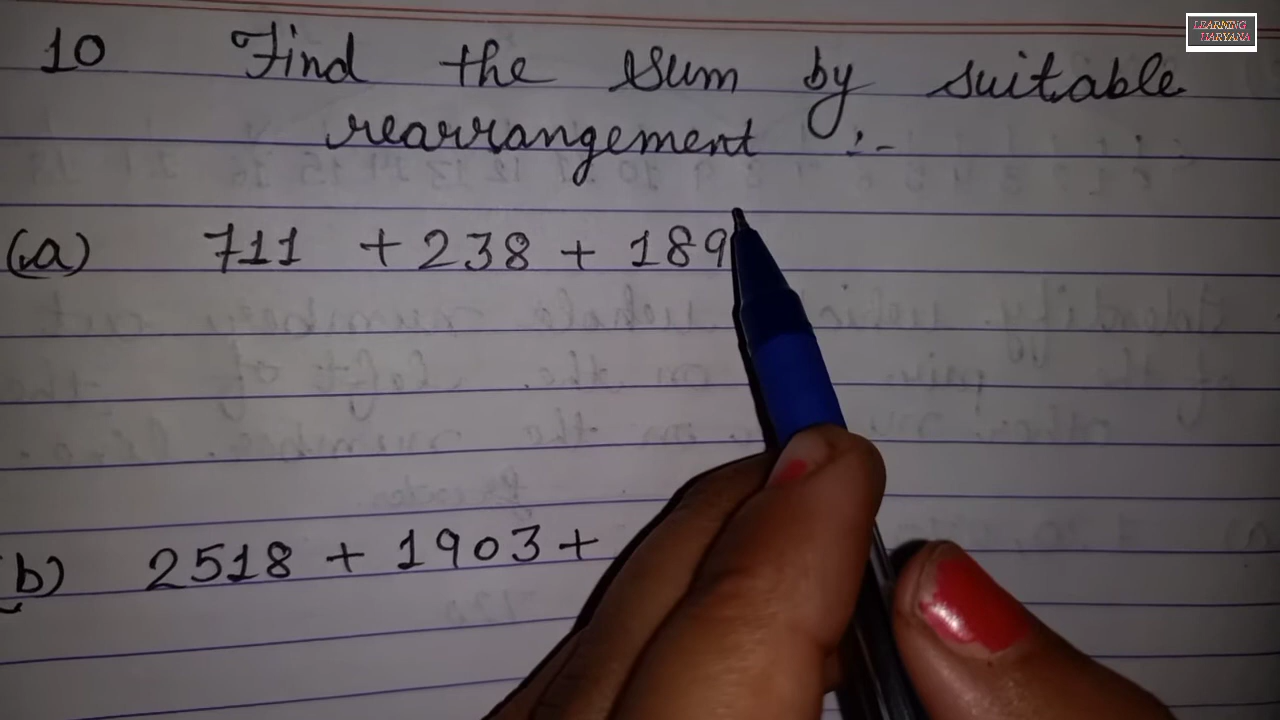 LEARNING
HARYANA
10 Find the sum by suitable
rearrangement :-
(a) 711 + 238 + 189
(b) 2518 + 1903 +